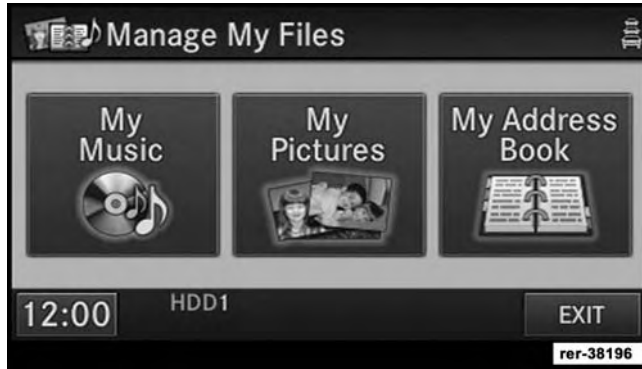 Manage My Files
My
Music
My
Pictures
My Address
Book
12:00
HDD1
EXIT
rer-38196